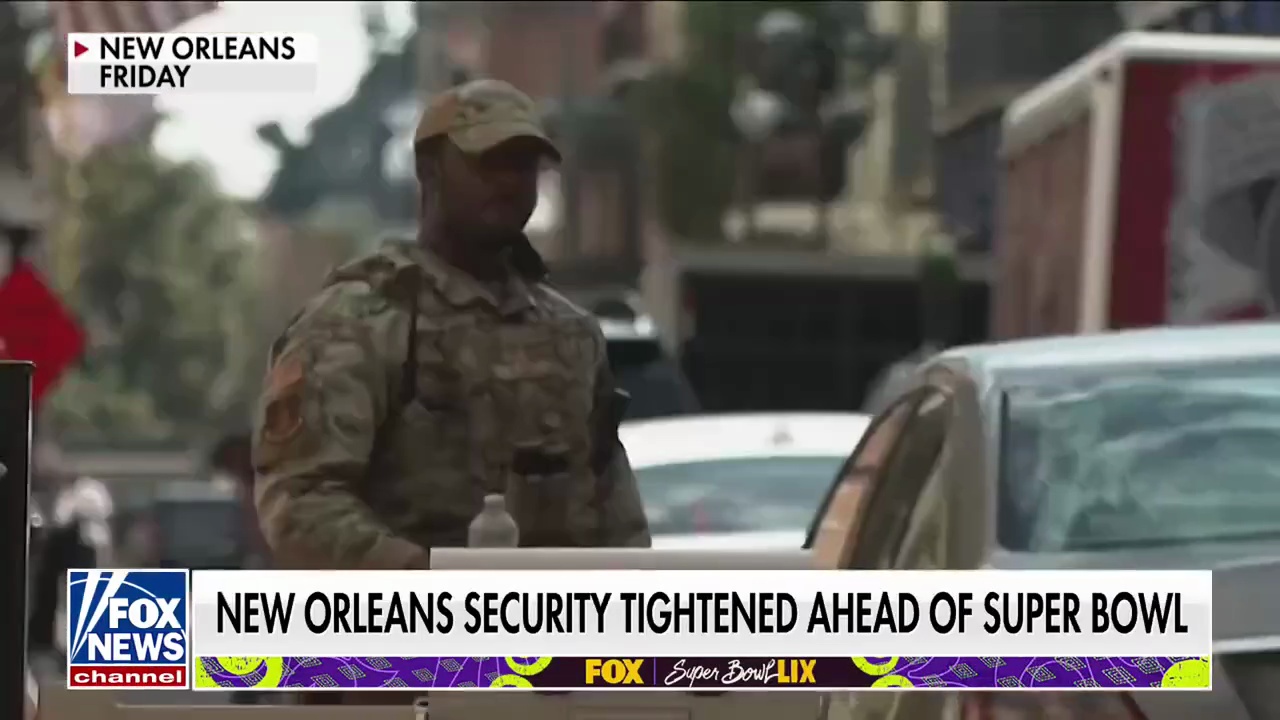 NEW ORLEANS
FRIDAY
FOX
NEWS
channel
NEW ORLEANS SECURITY TIGHTENED AHEAD OF SUPER BOWL
FOX Super Bowl LIX